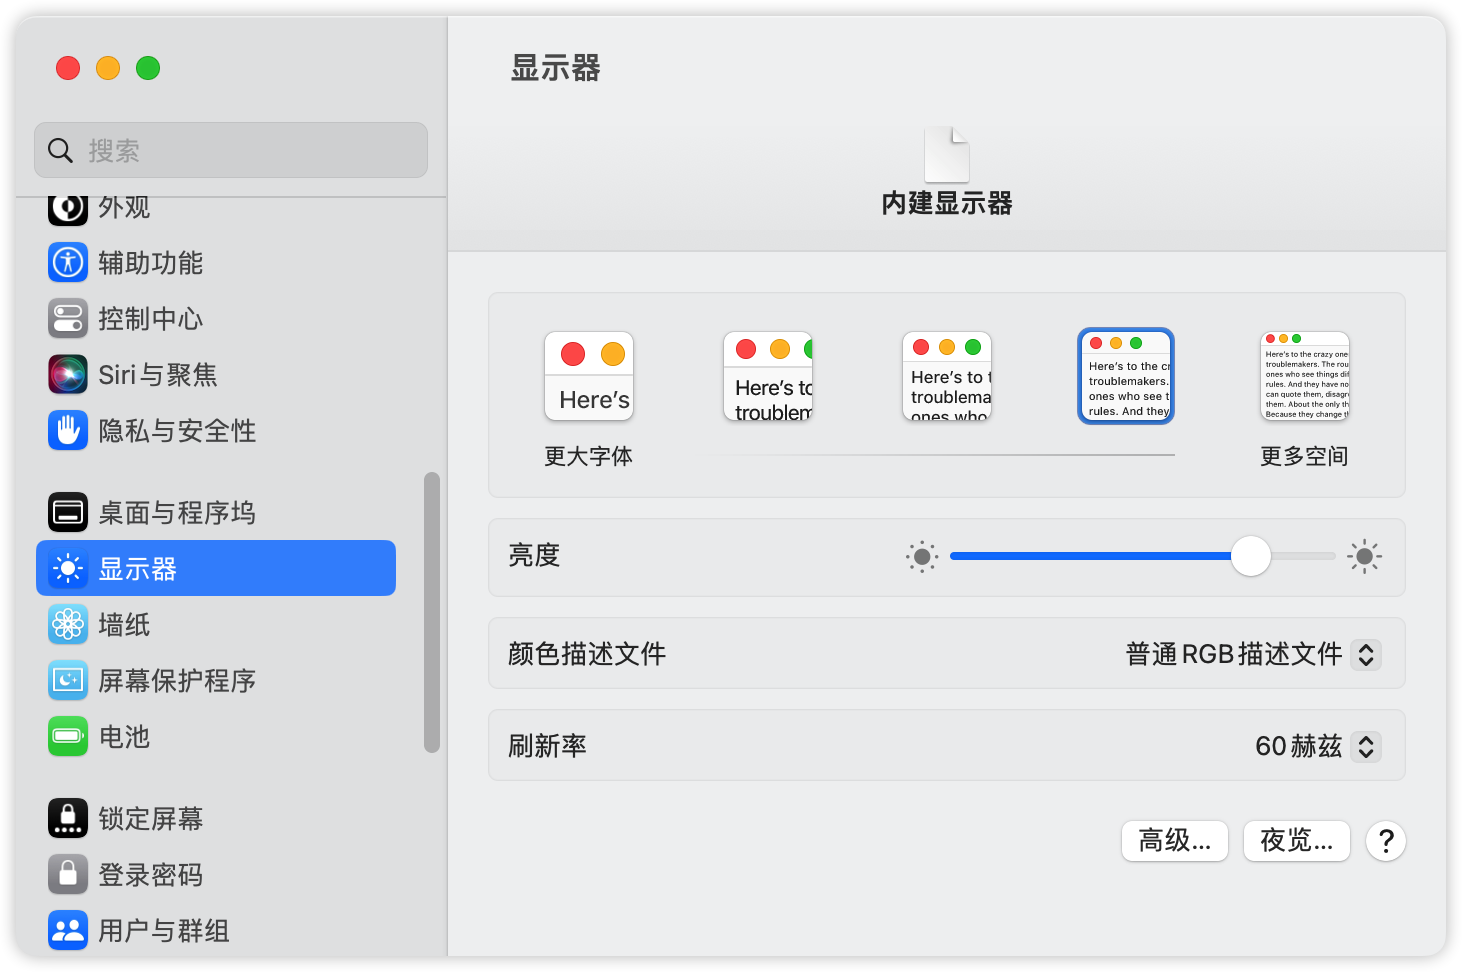 搜索
外观
辅助功能
控制中心
Siri与聚焦
隐私与安全性
桌面与程序坞
显示器
墙纸
屏幕保护程序
电池
锁定屏幕
登录密码
用户与群组
显示器
内建显示器
Here's
Here's to
troublem
Here's to t
troublema
ones who
Here's to the cr
troublemakers.
ones who see t
rules. And they
Here's to the crazy one
troublemakers. The rou
ones who see things dif
rules. And they have no
can quote them, disagr
them. About the only th
Because they change t
更大字体
更多空间
亮度
颜色描述文件
普通RGB描述文件
刷新率
60赫兹
高级...
夜览...
?